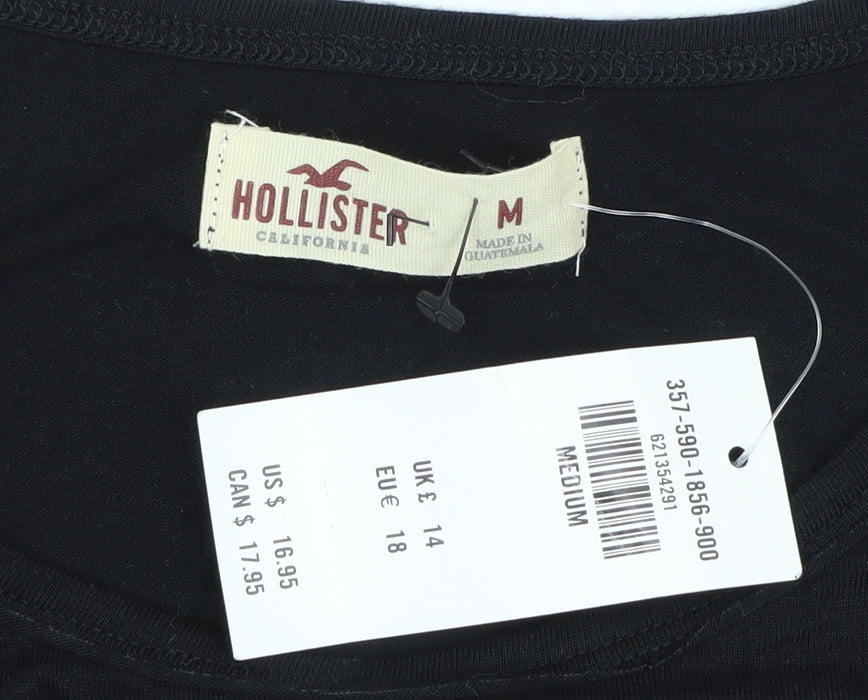 HOLLISTER
CALIFORNIA
M
MADE IN
GUATEMALA
357-590-1856-900
621354291
MEDIUM
UK £ 14
EU € 18
US $ 16.95
CAN $ 17.95